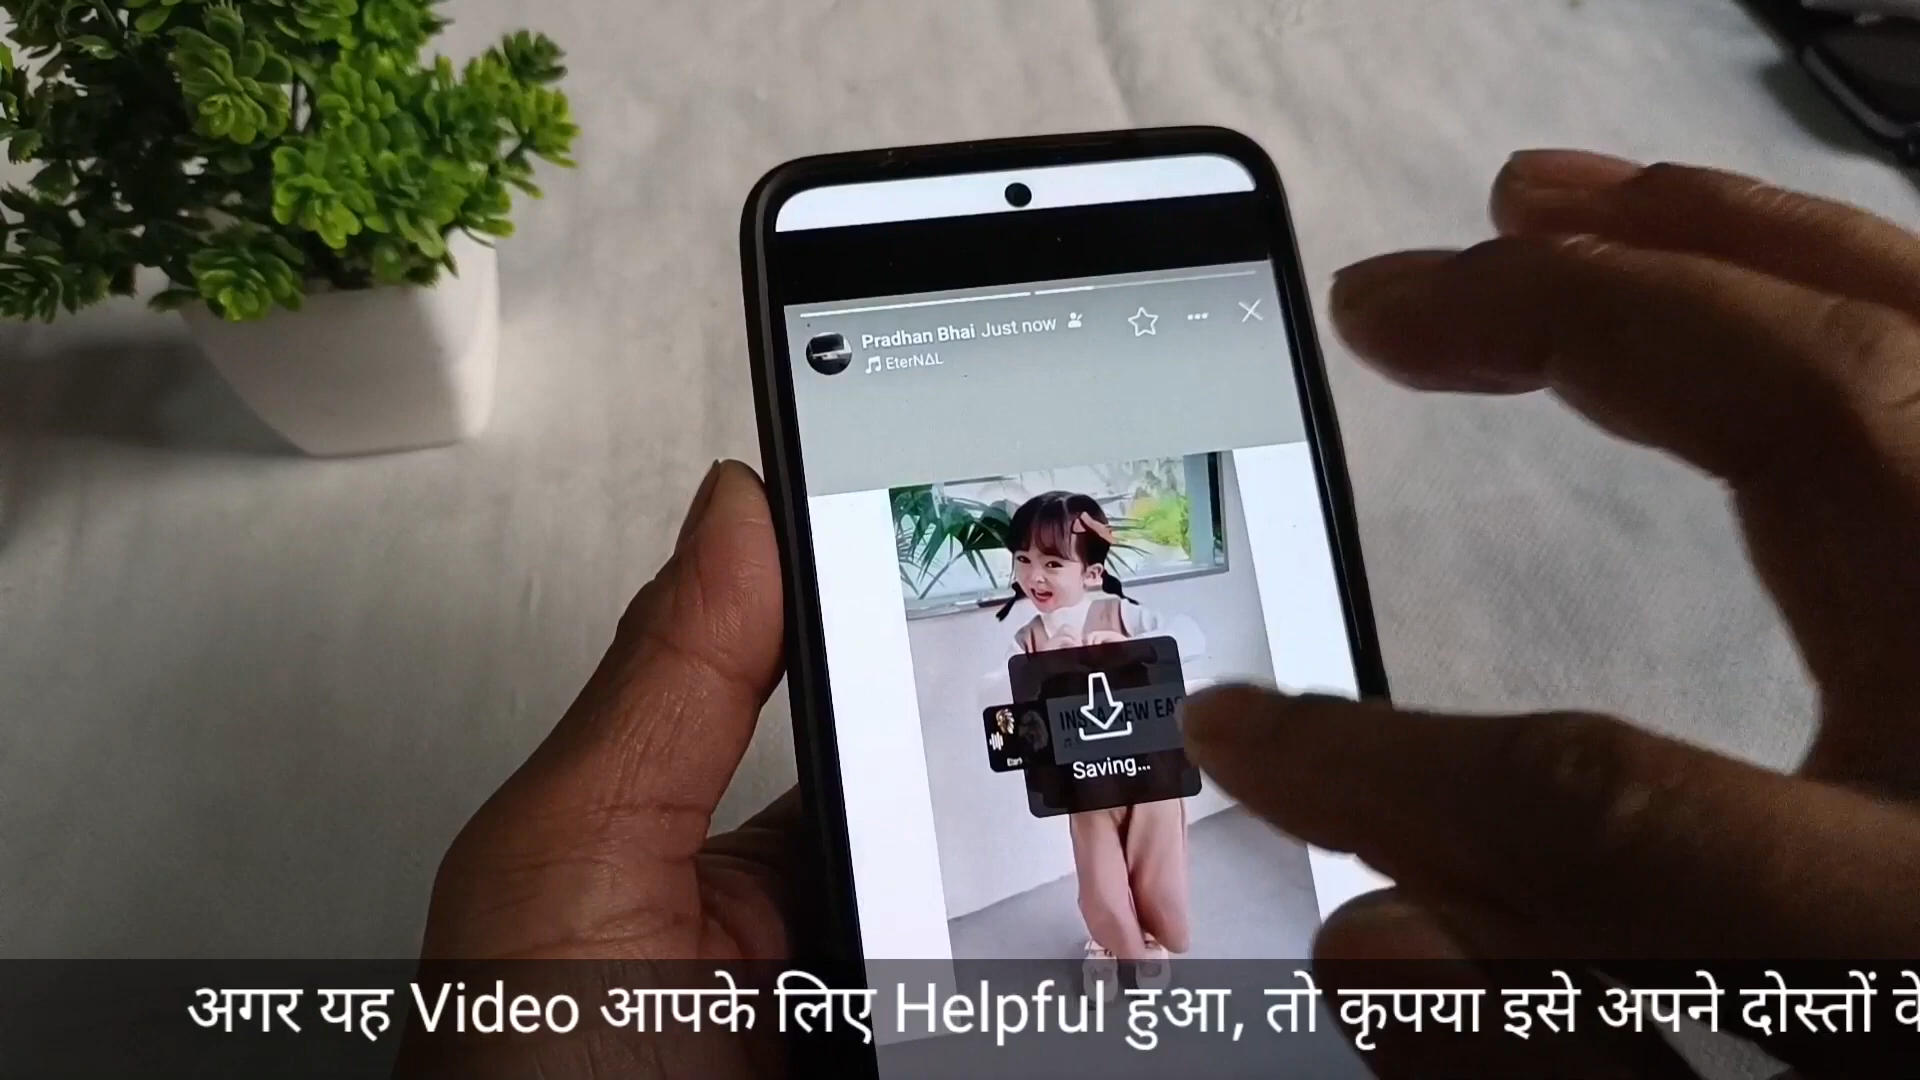 Pradhan Bhai Just now
EterNΔL
Saving...
अगर यह Video आपके लिए Helpful हुआ, तो कृपया इसे अपने दोस्तों